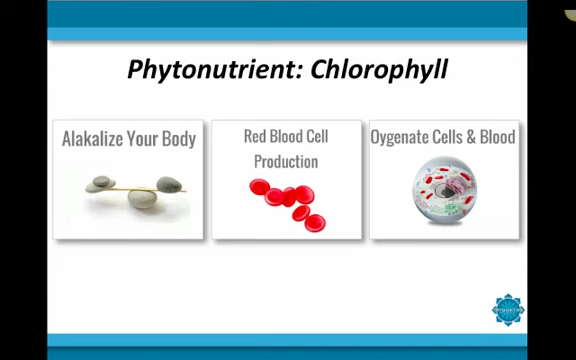 Phytonutrient: Chlorophyll
Alakalize Your Body
Red Blood Cell
Production
Oygenate Cells & Blood